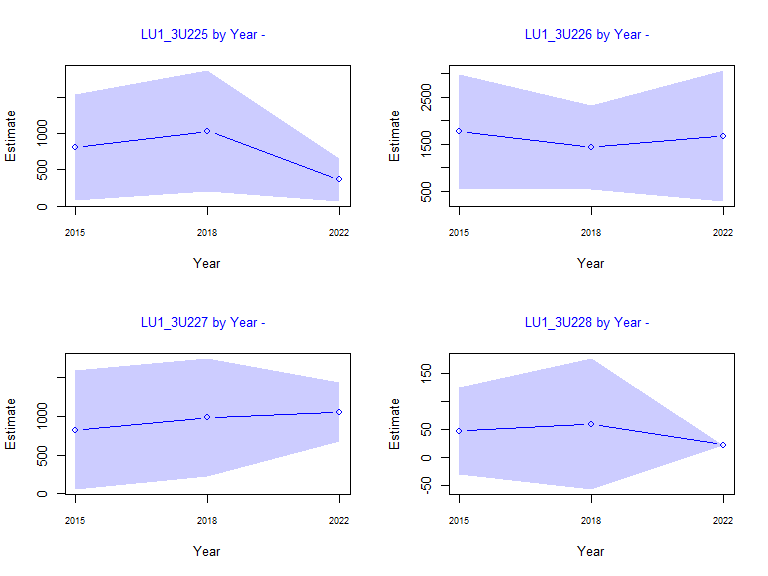 LU1_3U225 by Year -
Estimate
0 500 1000
2015 2018 2022
Year
LU1_3U226 by Year -
Estimate
500 1500 2500
2015 2018 2022
Year
LU1_3U227 by Year -
Estimate
0 500 1000
2015 2018 2022
Year
LU1_3U228 by Year -
Estimate
-50 0 50 150
2015 2018 2022
Year